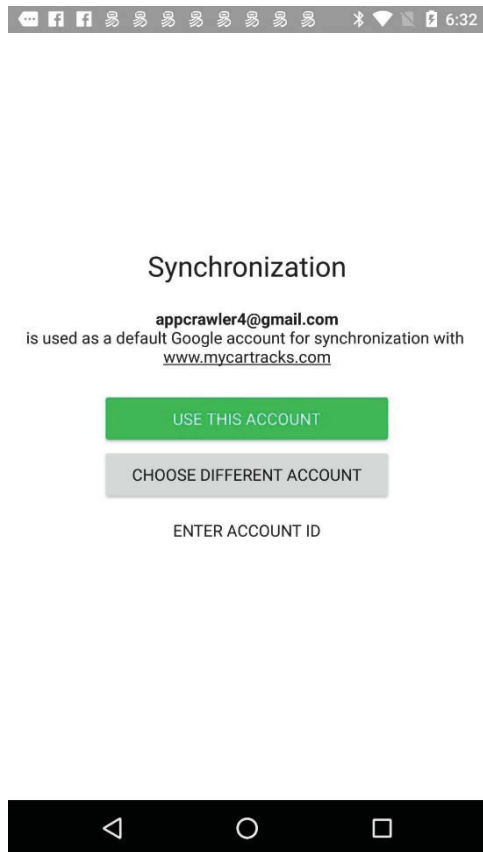 6:32
Synchronization
appcrawler4@gmail.com
is used as a default Google account for synchronization with
www.mycartracks.com
USE THIS ACCOUNT
CHOOSE DIFFERENT ACCOUNT
ENTER ACCOUNT ID